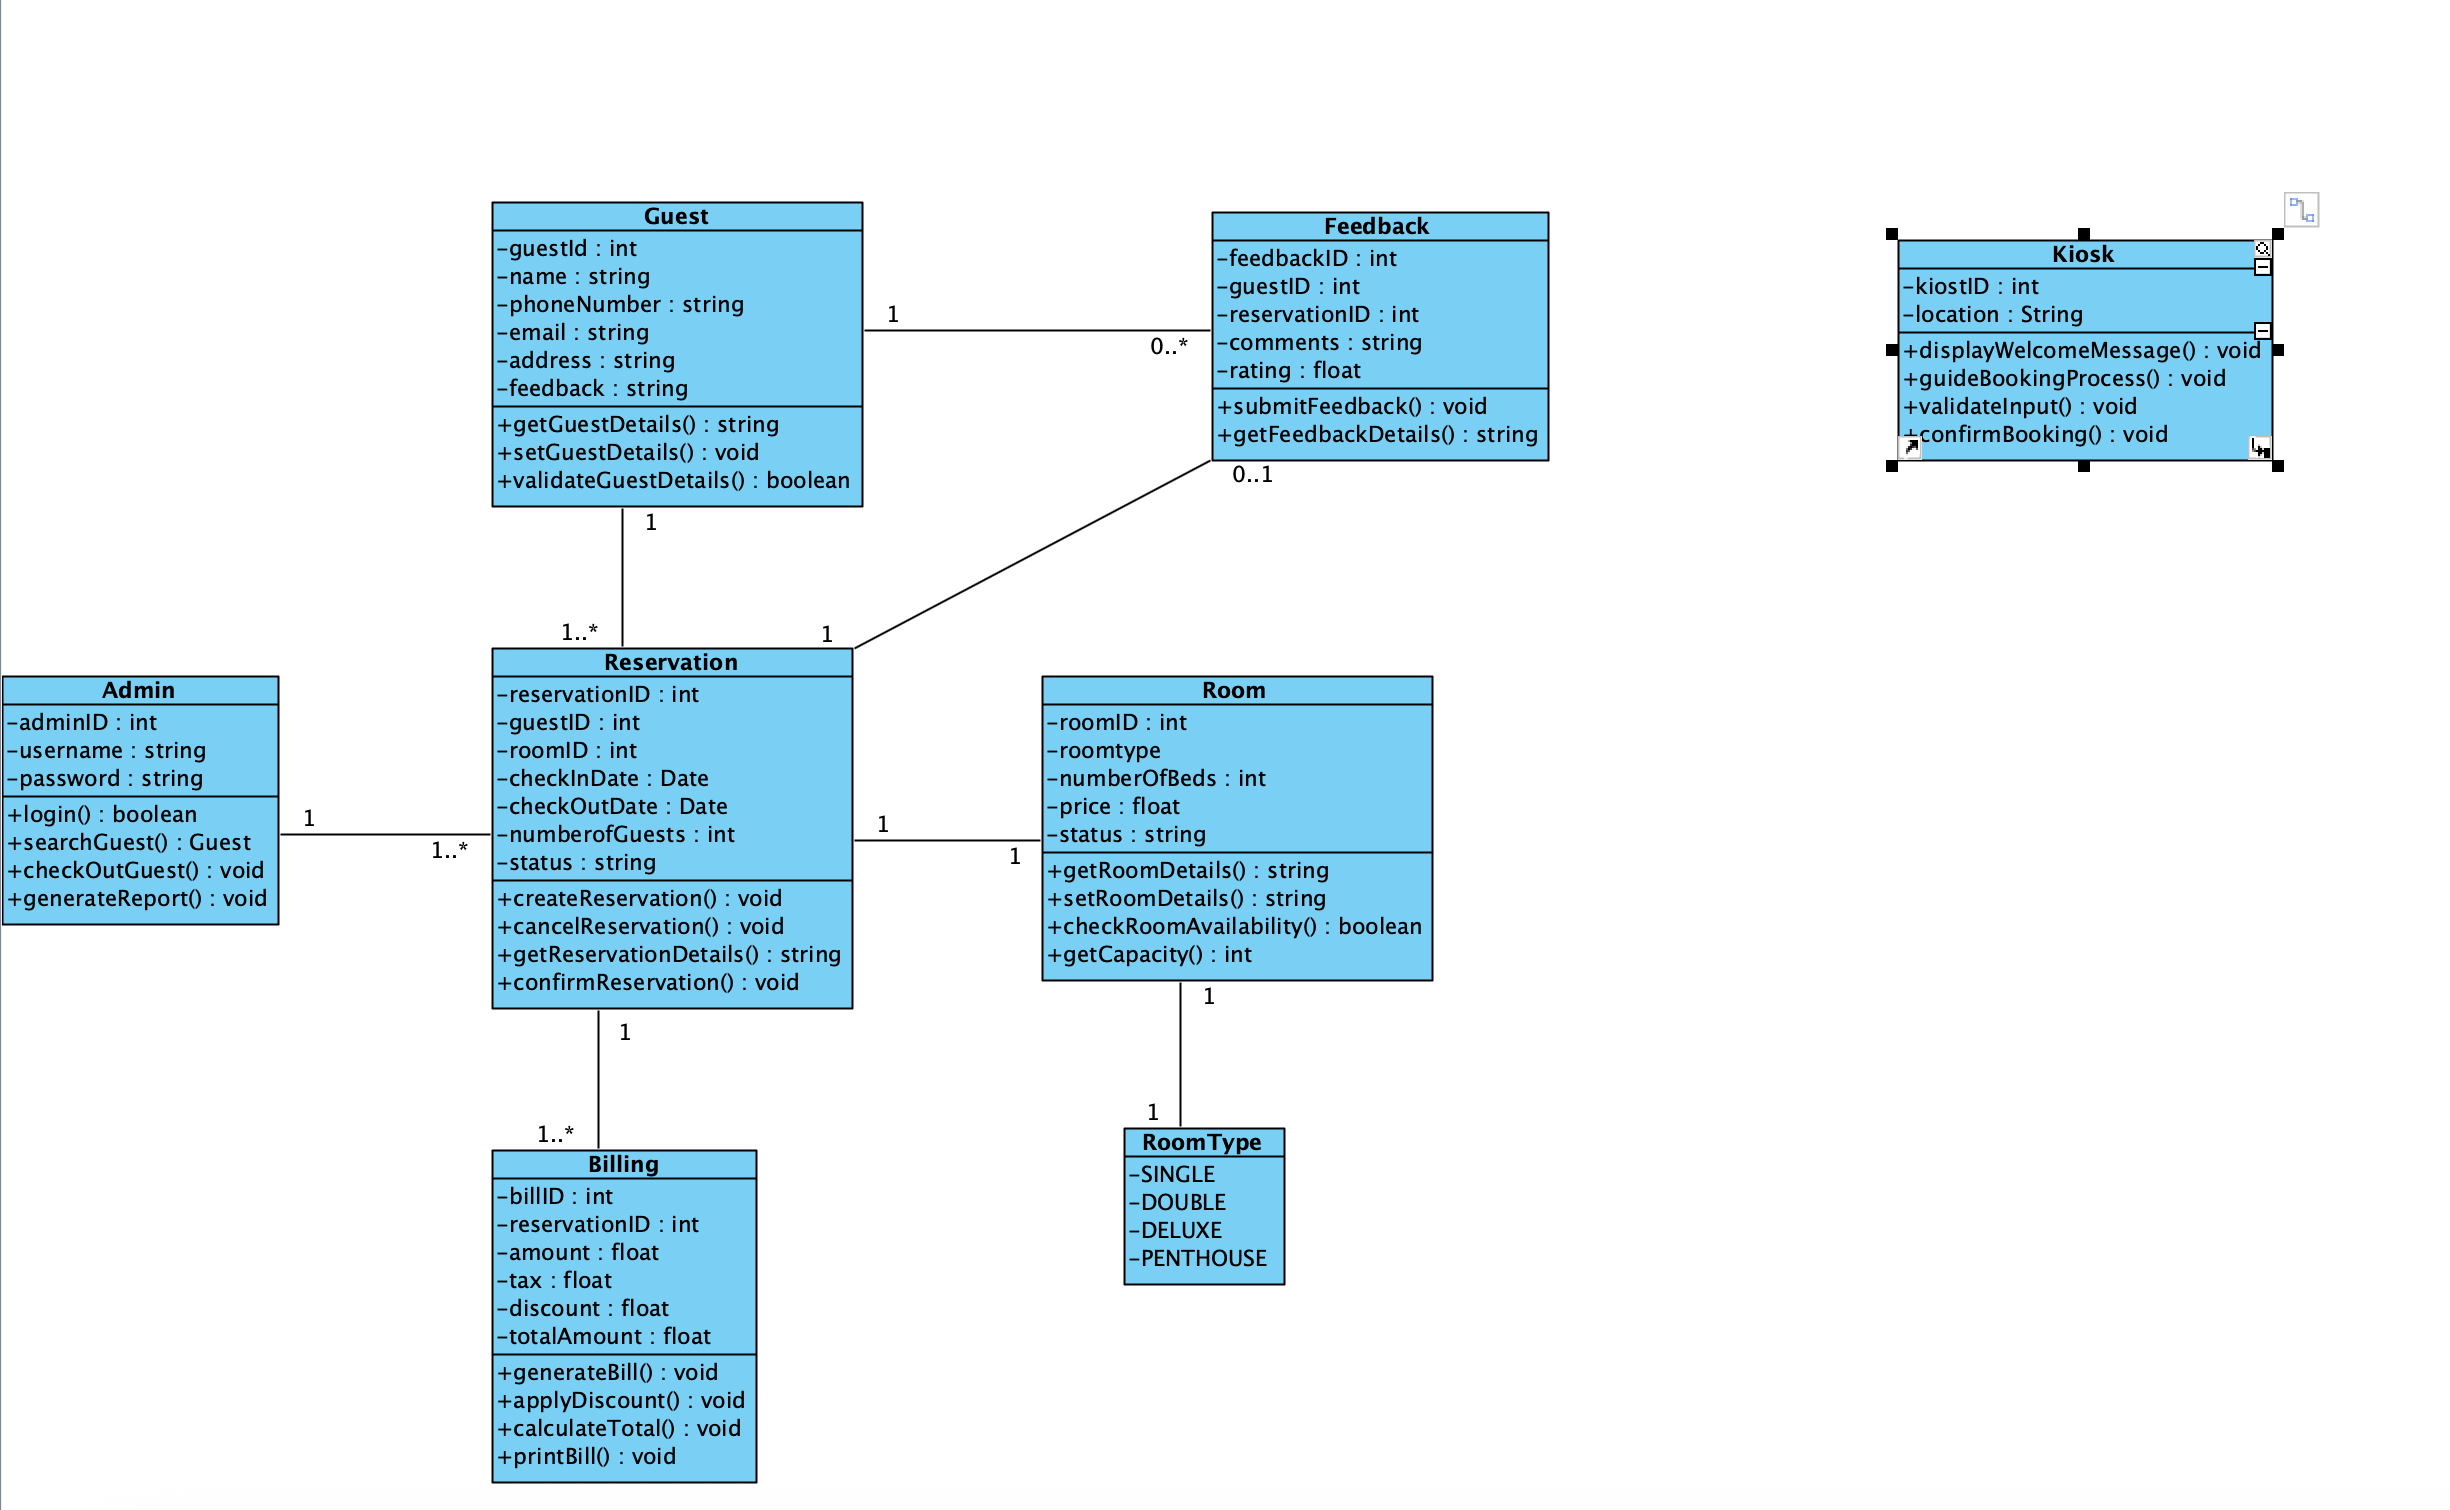 Guest
-guestId : int
-name : string
-phoneNumber : string
-email : string
-address : string
-feedback : string
+getGuestDetails() : string
+setGuestDetails() : void
+validateGuestDetails() : boolean
1
0..*
Feedback
-feedbackID : int
-guestID : int
-reservationID : int
-comments : string
-rating : float
+submitFeedback() : void
+getFeedbackDetails() : string
0..1
Kiosk
-kiostID : int
-location : String
+displayWelcomeMessage() : void
+guideBookingProcess() : void
+validateInput() : void
+confirmBooking() : void
1
1..*
1
Admin
-adminID : int
-username : string
-password : string
+login() : boolean
+searchGuest() : Guest
+checkOutGuest() : void
+generateReport() : void
1
1..*
Reservation
-reservationID : int
-guestID : int
-roomID : int
-checkInDate : Date
-checkOutDate : Date
-numberofGuests : int
-status : string
+createReservation() : void
+cancelReservation() : void
+getReservationDetails() : string
+confirmReservation() : void
1
1
Room
-roomID : int
-roomtype
-numberOfBeds : int
-price : float
-status : string
+getRoomDetails() : string
+setRoomDetails() : string
+checkRoomAvailability() : boolean
+getCapacity() : int
1
1..*
Billing
-billID : int
-reservationID : int
-amount : float
-tax : float
-discount : float
-totalAmount : float
+generateBill() : void
+applyDiscount() : void
+calculateTotal() : void
+printBill() : void
1
1
RoomType
-SINGLE
-DOUBLE
-DELUXE
-PENTHOUSE